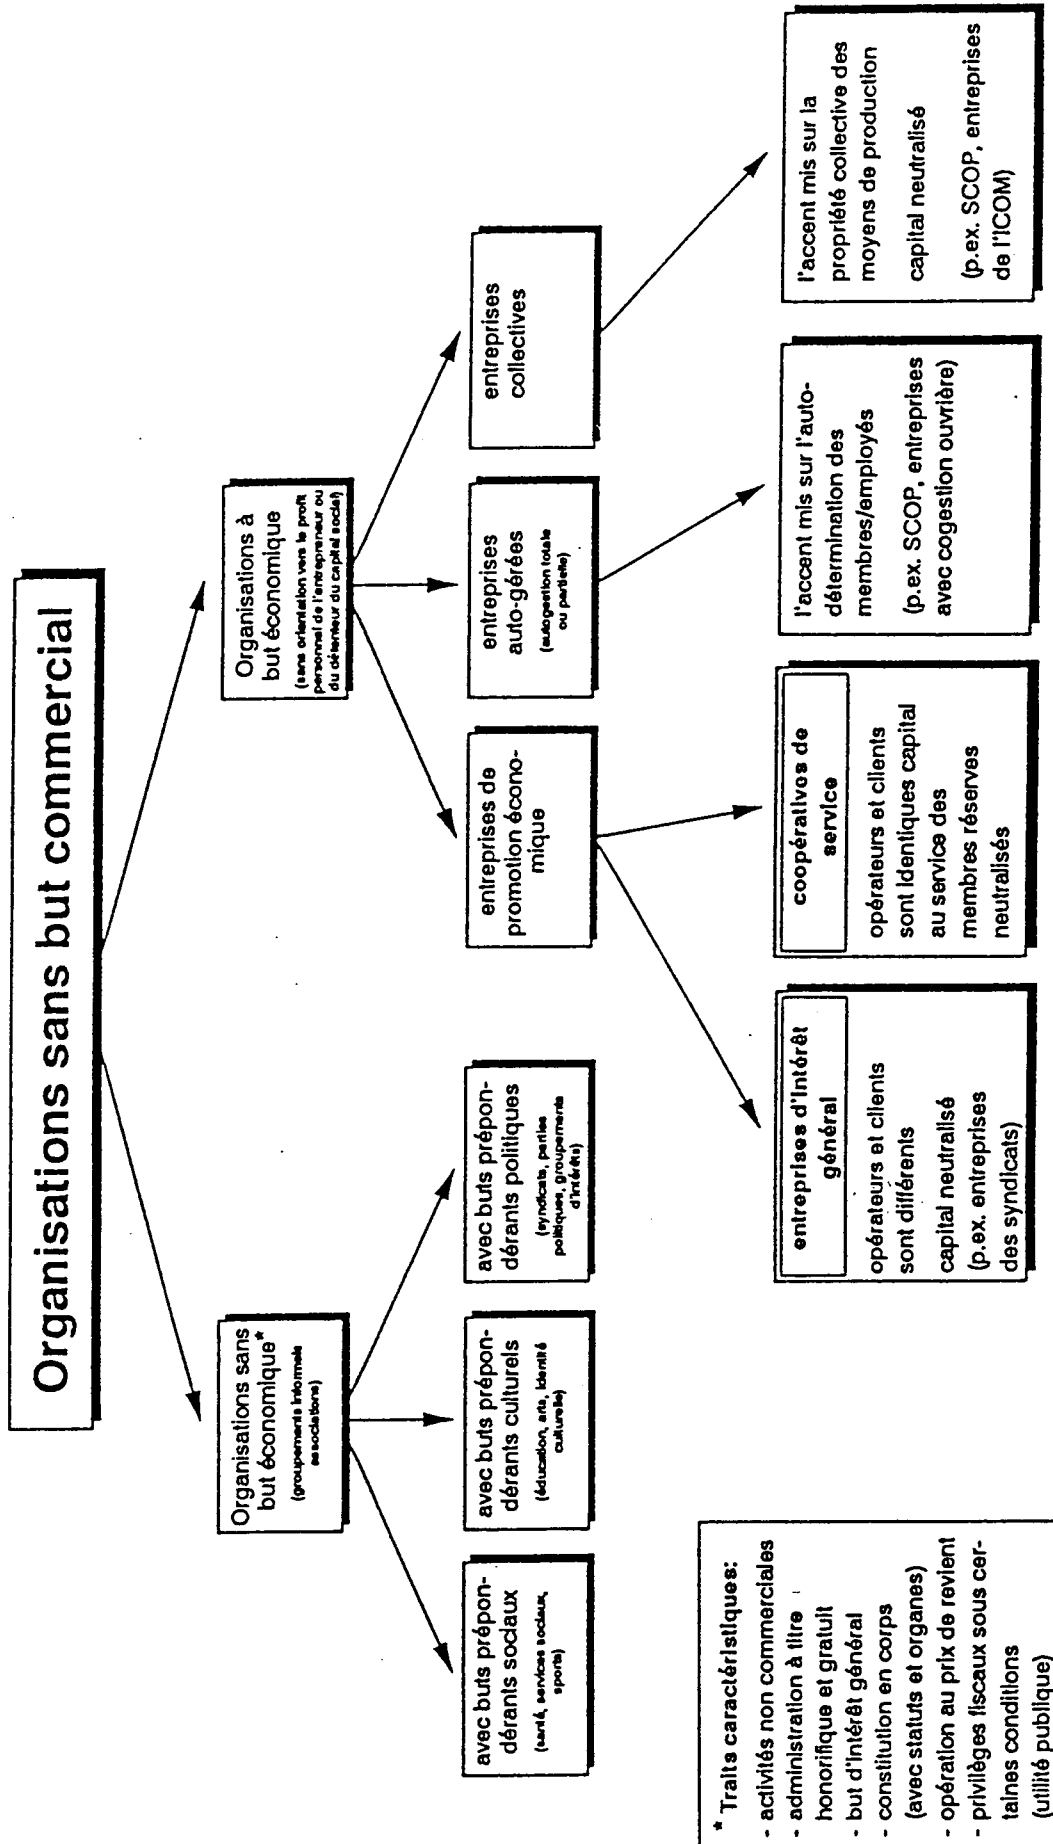 Organisations sans but commercial
Organisations sans
but économique*
(groupements informels
associations)
Organisations à
but économique
(sans orientation vers le profit
personnel de l'entrepreneur ou
du détenteur du capital social)
avec buts prépon-
dérants sociaux
(santé, services sociaux,
sports)
avec buts prépon-
dérants culturels
(éducation, arts, identité
culturelle)
avec buts prépon-
dérants politiques
(syndicats, parties
politiques, groupements
d'intérêts)
entreprises de
promotion écono-
mique
entreprises
auto-gérées
(autogestion totale
ou partielle)
entreprises
collectives
entreprises d'intérêt
général
opérateurs et clients
sont différents
capital neutralisé
(p.ex. entreprises
des syndicats)
coopérativos de
service
opérateurs et clients
sont identiques capital
au service des
membres réserves
neutralisés
l'accent mis sur l'auto-
détermination des
membres/employés
(p.ex. SCOP, entreprises
avec cogestion ouvrière)
l'accent mis sur la
propriété collective des
moyens de production
capital neutralisé
(p.ex. SCOP, entreprises
de l'ICOM)
* Traits caractéristiques:
- activités non commerciales
- administration à titre
honorifique et gratuit
- but d'intérêt général
- constitution en corps
(avec statuts et organes)
- opération au prix de revient
- privilèges fiscaux sous cer-
taines conditions
(utilité publique)